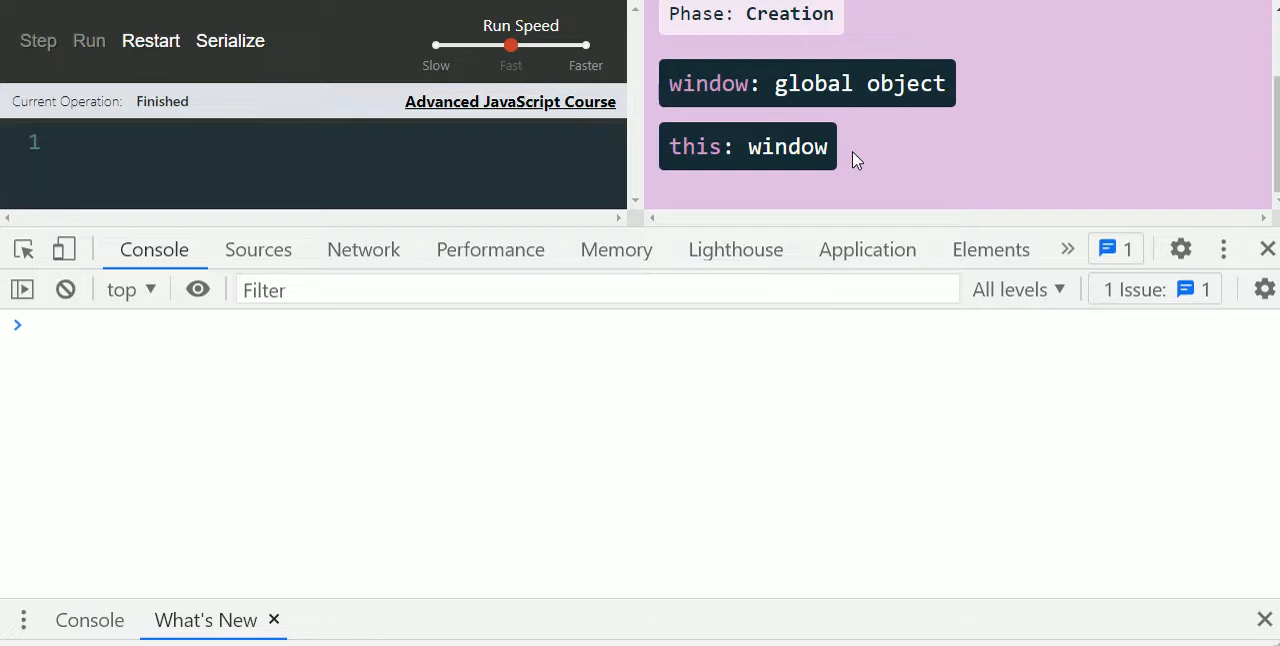 Step Run Restart Serialize
Run Speed
Slow Fast Faster
Current Operation: Finished Advanced JavaScript Course
1
Phase: Creation
window: global object
this: window
Console Sources Network Performance Memory Lighthouse Application Elements » 1
top ▼ Filter All levels ▼ 1 Issue: 1
Console What's New ×